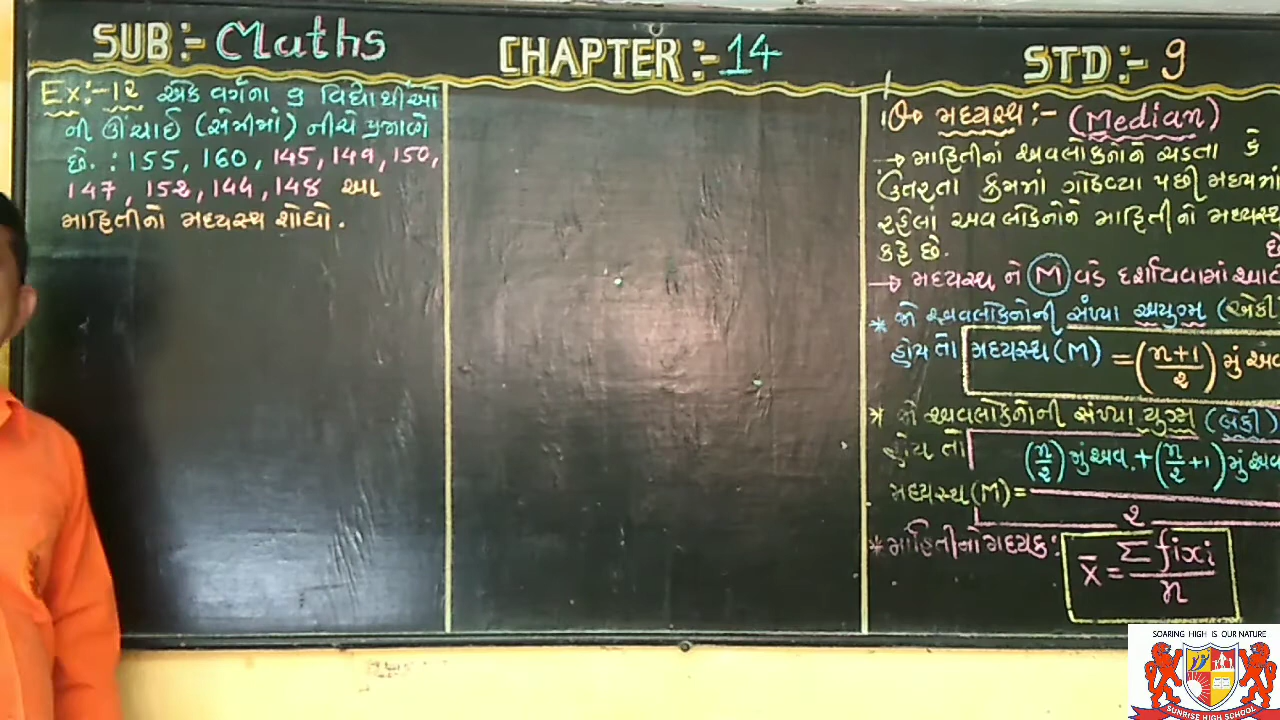 SUB:- Maths
CHAPTER:- 14
STD:- 9
Ex:-12 એક વર્ગના 9 વિદ્યાર્થીઓ
ની ઊંચાઈ (સેમીમાં) નીચે પ્રમાણે
છે. : 155, 160, 145, 149, 150,
147, 152, 144, 148 આ
માહિતીનો મધ્યસ્થ શોધો.
મધ્યસ્થ :- (Median)
→ માહિતીનાં અવલોકનોને ચડતા કે
ઉતરતા ક્રમમાં ગોઠવ્યા પછી મધ્યમાં
રહેલાં અવલોકનોને માહિતીનો મધ્યસ્થ
કહે છે.
→ મધ્યસ્થ ને M વડે દર્શાવવામાં આવે
છે
* જો અવલોકનોની સંખ્યા અયુગ્મ (એકી
હોય તો મધ્યસ્થ (M) = (n+1/2) મું અવ
* જો અવલોકનોની સંખ્યા યુગ્મ (બેકી)
હોય તો (n/2) મું અવ. + (n/2 +1) મું અવ
મધ્યસ્થ (M) =
2
* માહિતીનો મધ્યક : x̄ = Σfixi / n
SOARING HIGH IS OUR NATURE
SUNRISE HIGH SCHOOL